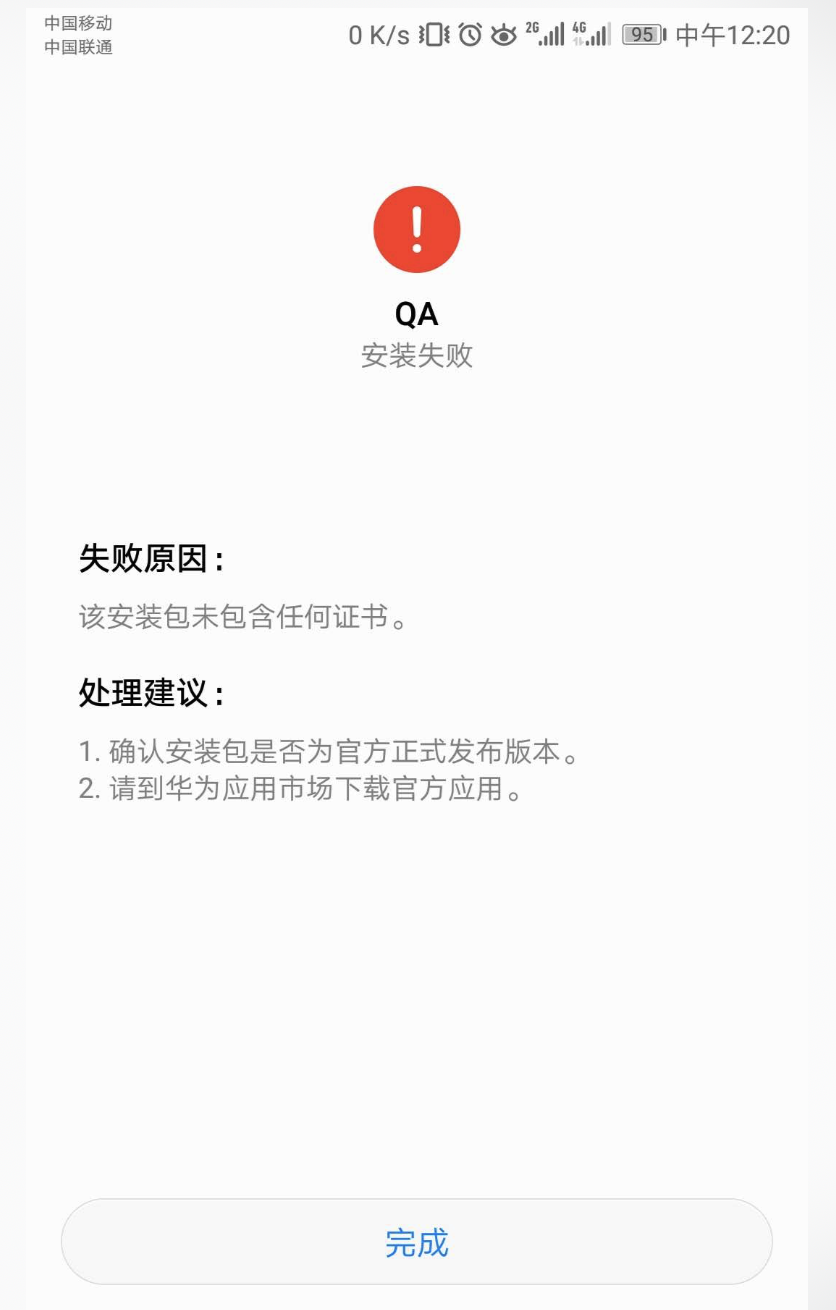 中国移动
中国联通
0 K/s 2G 4G 95 中午12:20
QA
安装失败
失败原因：
该安装包未包含任何证书。
处理建议：
1. 确认安装包是否为官方正式发布版本。
2. 请到华为应用市场下载官方应用。
完成